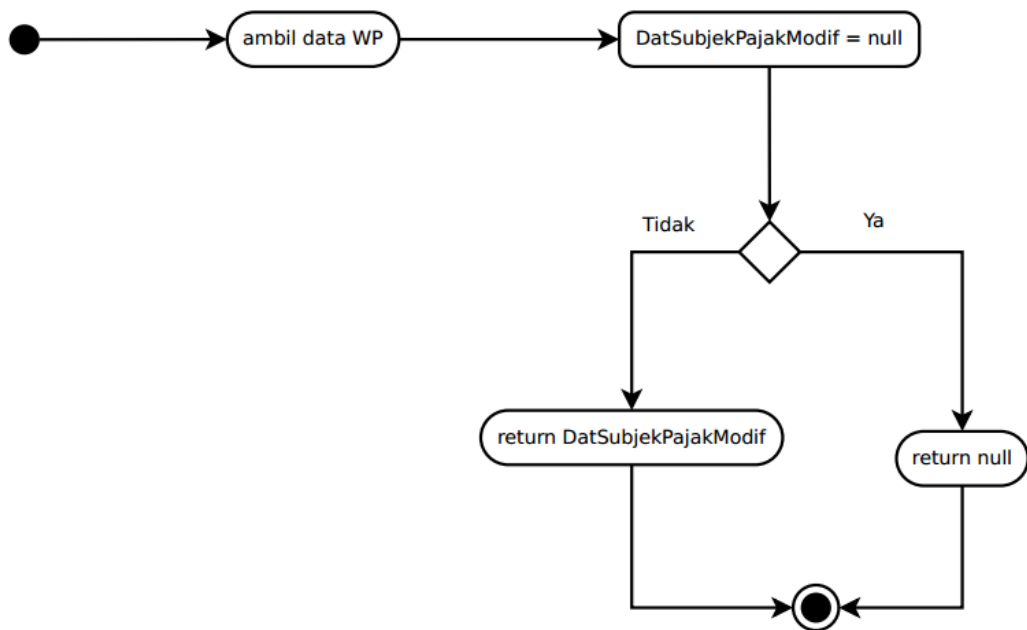 ambil data WP
DatSubjekPajakModif = null
Tidak
Ya
return DatSubjekPajakModif
return null